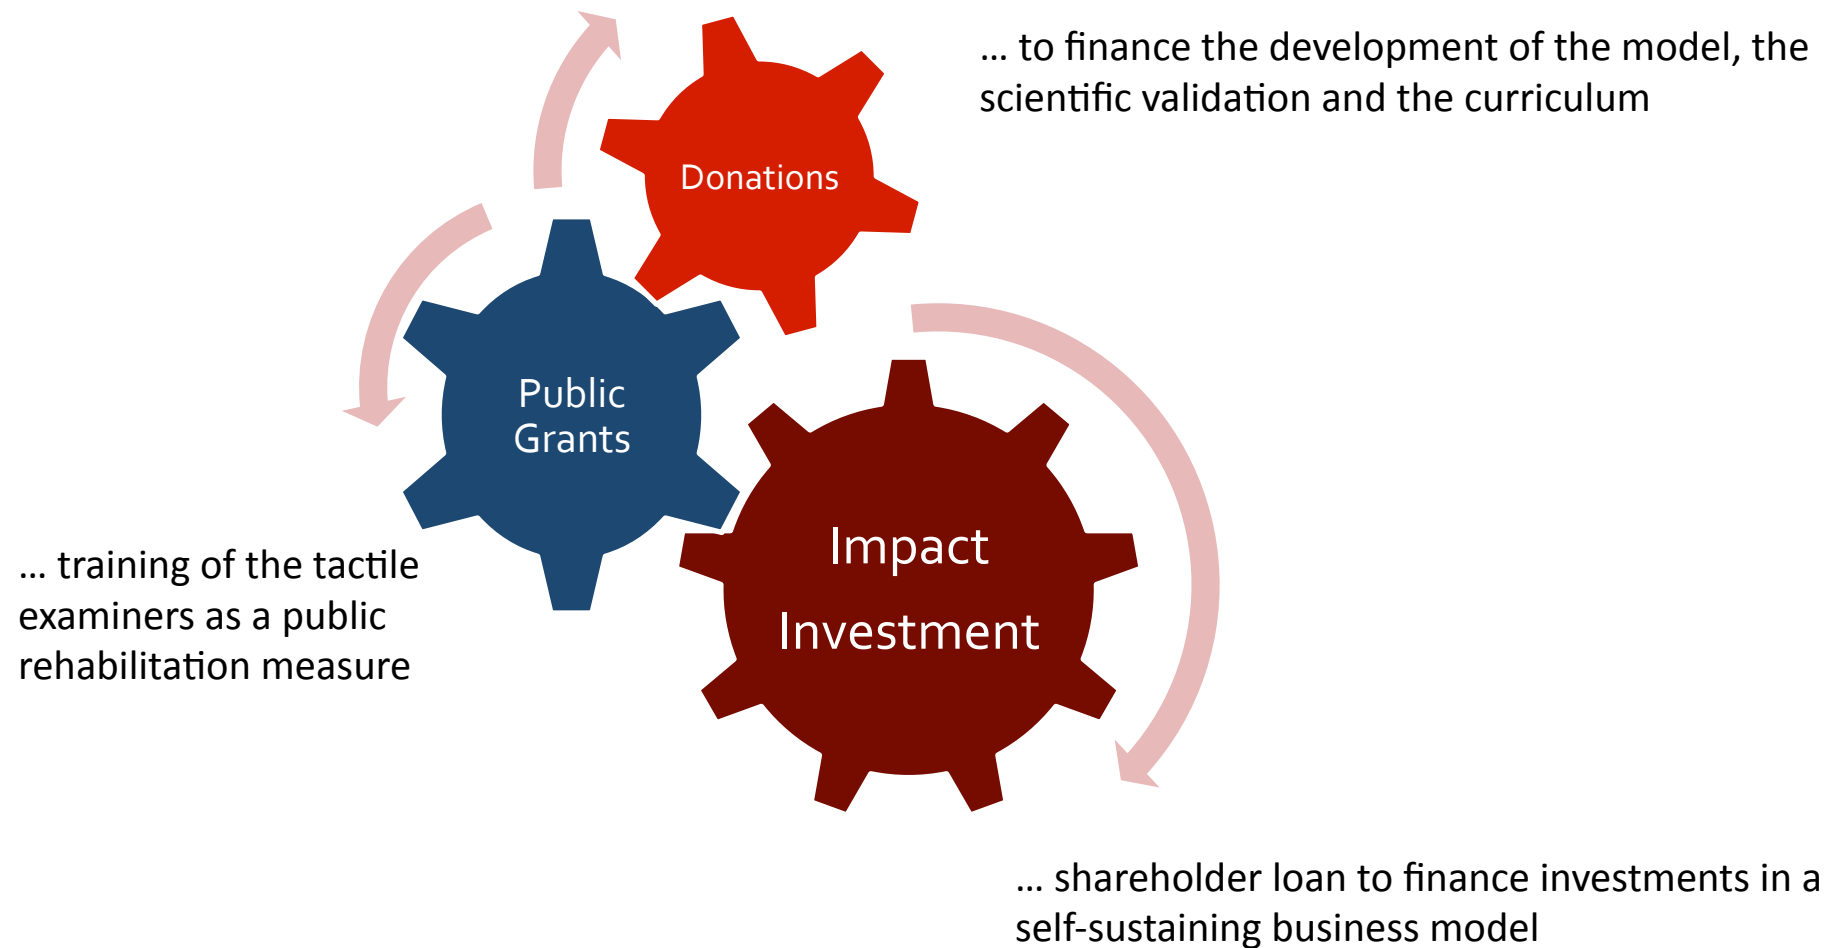 … to finance the development of the model, the
scientific validation and the curriculum
Donations
Public
Grants
Impact
Investment
… training of the tactile
examiners as a public
rehabilitation measure
… shareholder loan to finance investments in a
self-sustaining business model